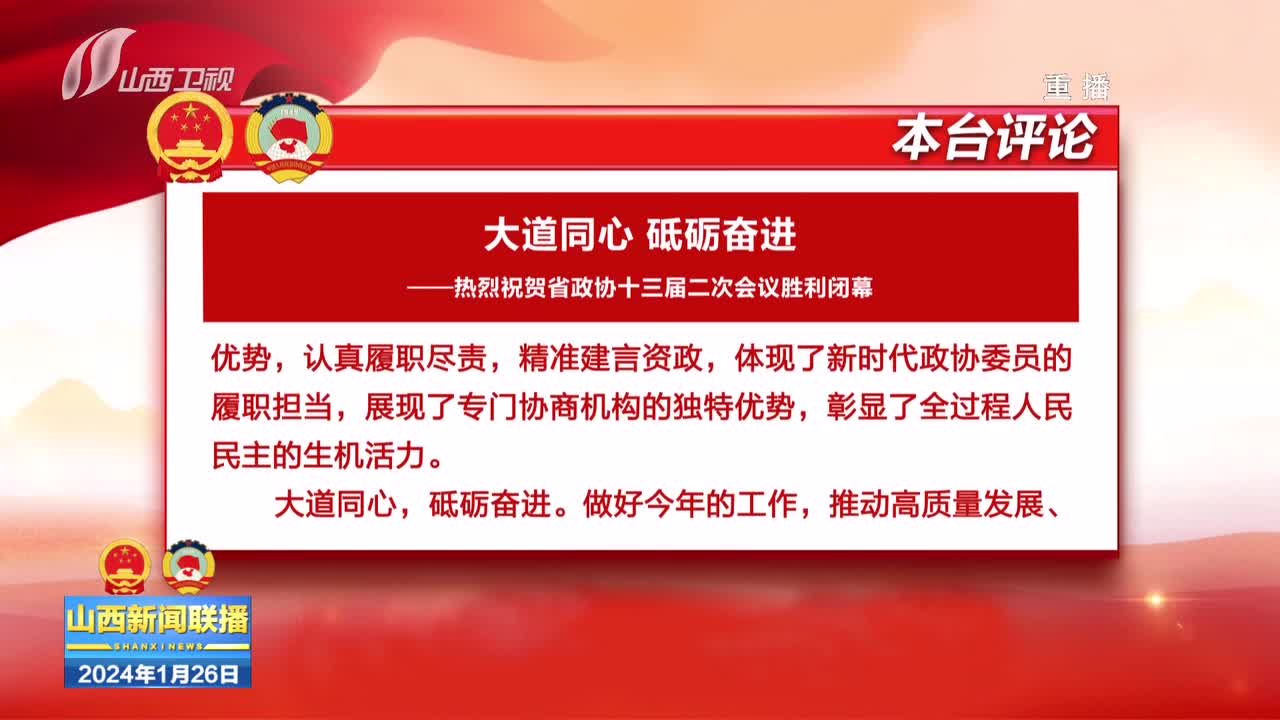 山西卫视
重播
本台评论
大道同心 砥砺奋进
——热烈祝贺省政协十三届二次会议胜利闭幕
优势，认真履职尽责，精准建言资政，体现了新时代政协委员的
履职担当，展现了专门协商机构的独特优势，彰显了全过程人民
民主的生机活力。
大道同心，砥砺奋进。做好今年的工作，推动高质量发展、
山西新闻联播
SHANXI NEWS
2024年1月26日